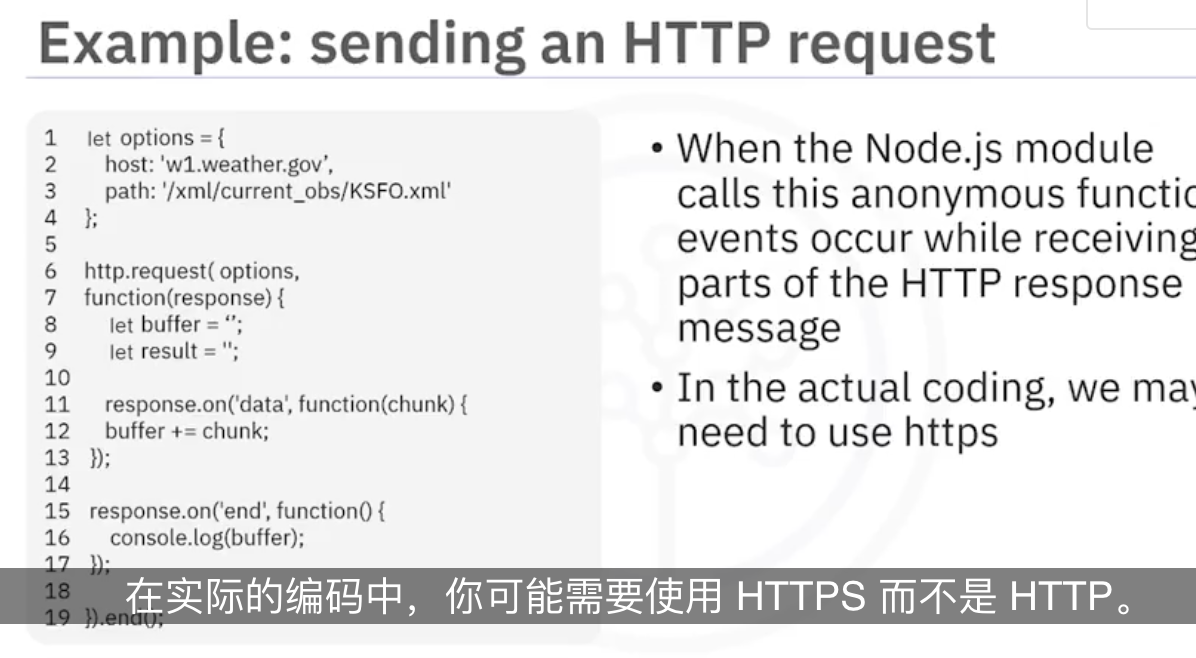 Example: sending an HTTP request
1 let options = {
2 host: 'w1.weather.gov’,
3 path: '/xml/current_obs/KSFO.xml'
4 };
5
6 http.request( options,
7 function(response) {
8 let buffer = ‘’;
9 let result = '';
10
11 response.on('data', function(chunk) {
12 buffer += chunk;
13 });
14
15 response.on('end', function() {
16 console.log(buffer);
17 });
18
19 }).end();
• When the Node.js module
calls this anonymous functio
events occur while receiving
parts of the HTTP response
message
• In the actual coding, we may
need to use https
在实际的编码中，你可能需要使用 HTTPS 而不是 HTTP。